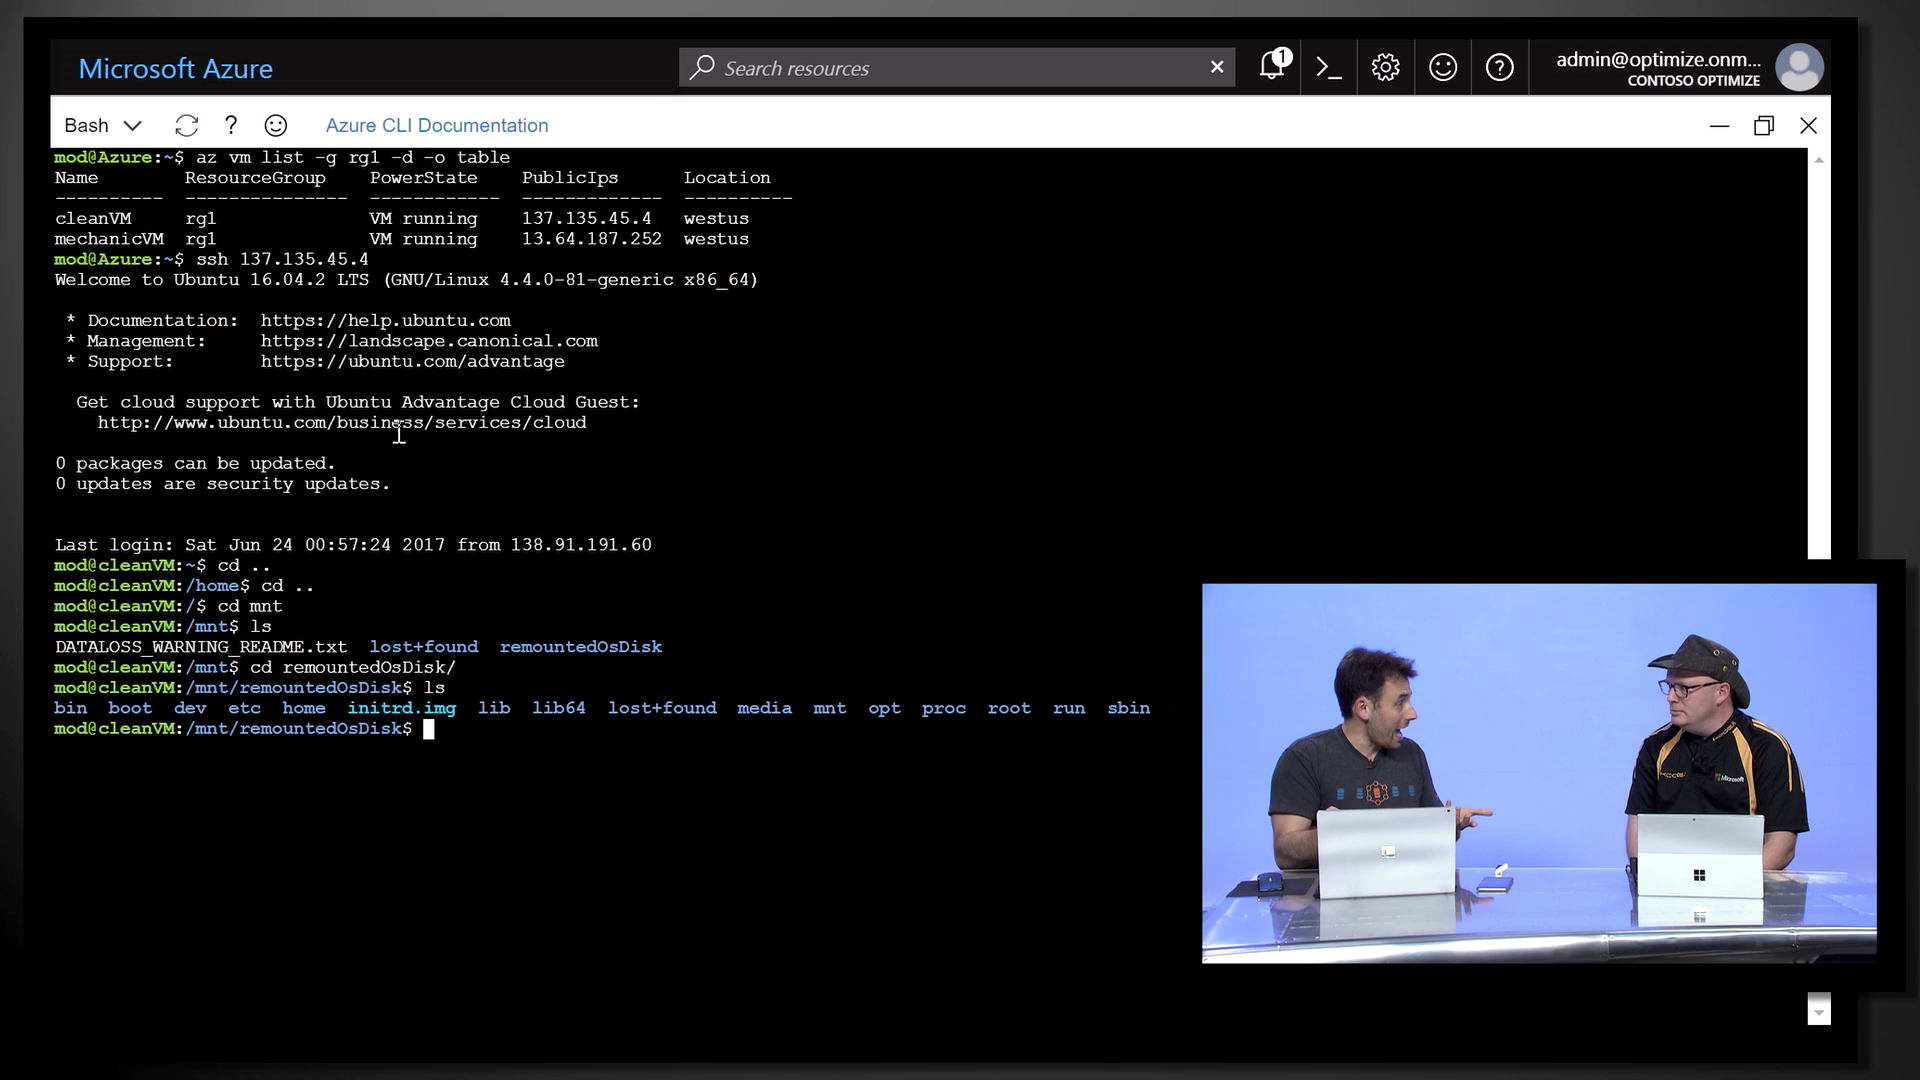 Microsoft Azure
Search resources
1
admin@optimize.onm...
CONTOSO OPTIMIZE
Bash
?
Azure CLI Documentation
mod@Azure:~$ az vm list -g rg1 -d -o table
Name ResourceGroup PowerState PublicIps Location
---------- --------------- ------------ ------------- ----------
cleanVM rg1 VM running 137.135.45.4 westus
mechanicVM rg1 VM running 13.64.187.252 westus
mod@Azure:~$ ssh 137.135.45.4
Welcome to Ubuntu 16.04.2 LTS (GNU/Linux 4.4.0-81-generic x86_64)
* Documentation: https://help.ubuntu.com
* Management: https://landscape.canonical.com
* Support: https://ubuntu.com/advantage
Get cloud support with Ubuntu Advantage Cloud Guest:
http://www.ubuntu.com/business/services/cloud
0 packages can be updated.
0 updates are security updates.
Last login: Sat Jun 24 00:57:24 2017 from 138.91.191.60
mod@cleanVM:~$ cd ..
mod@cleanVM:/home$ cd ..
mod@cleanVM:/$ cd mnt
mod@cleanVM:/mnt$ ls
DATALOSS_WARNING_README.txt lost+found remountedOsDisk
mod@cleanVM:/mnt$ cd remountedOsDisk/
mod@cleanVM:/mnt/remountedOsDisk$ ls
bin boot dev etc home initrd.img lib lib64 lost+found media mnt opt proc root run sbin
mod@cleanVM:/mnt/remountedOsDisk$
Microsoft